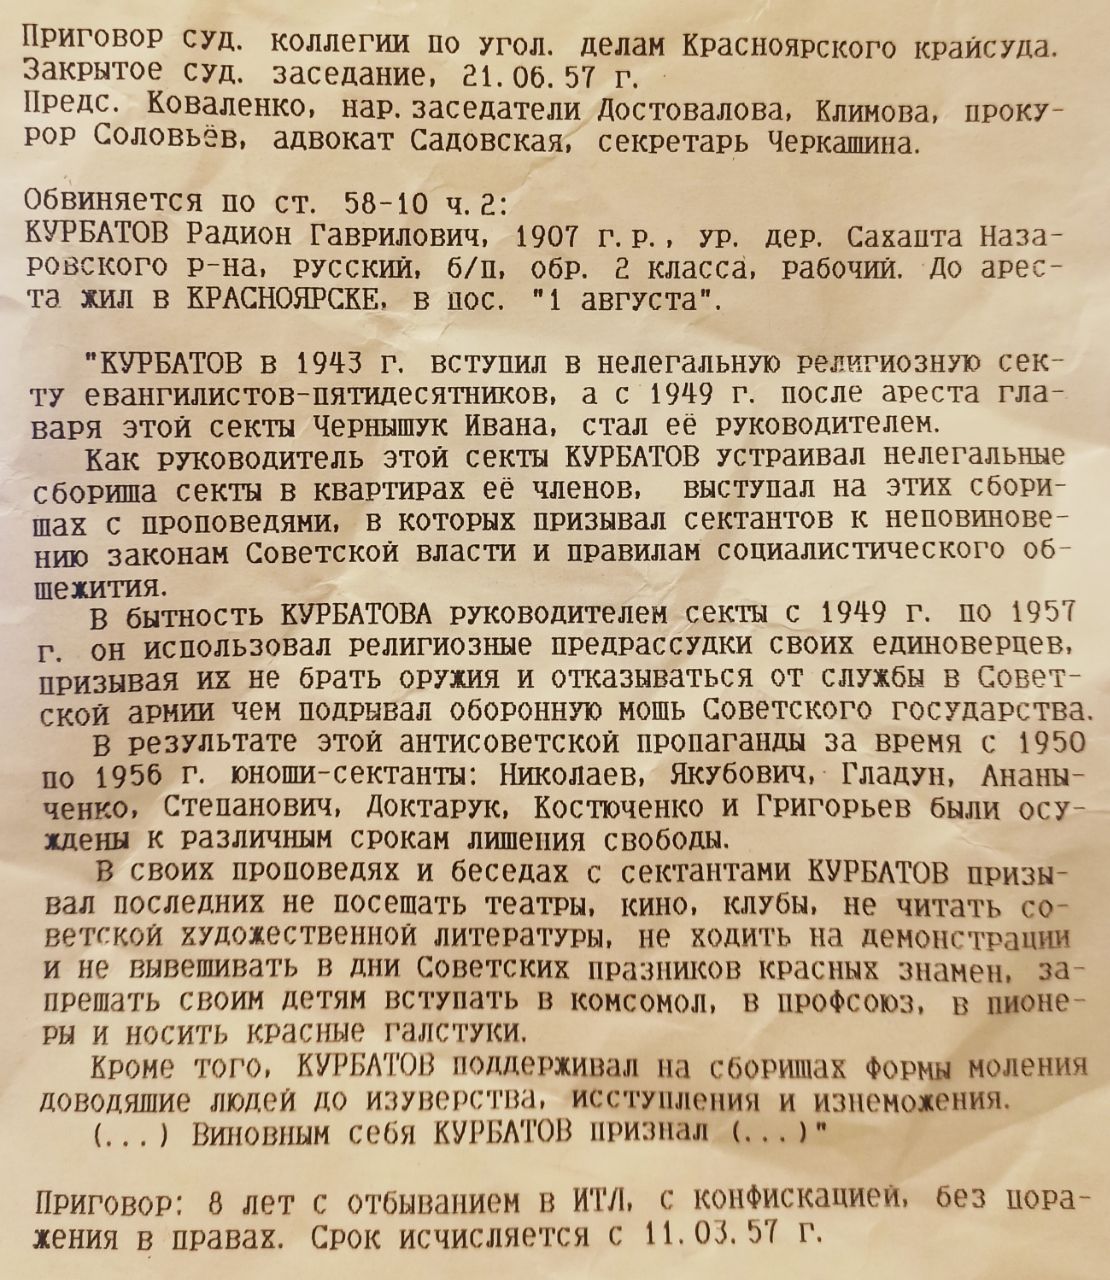 Приговор суд. коллегии по угол. делам Красноярского крайсуда.
Закрытое суд. заседание, 21.06.57 г.
Предс. Коваленко, нар.заседатели Достовалова, Климова, проку-
рор Соловьёв, адвокат Садовская, секретарь Черкашина.
Обвиняется по ст. 58-10 ч.2:
КУРБАТОВ Радион Гаврилович, 1907 г.р., ур. дер. Сахапта Наза-
ровского р-на, русский, б/п, обр. 2 класса, рабочий. До арес-
та жил в КРАСНОЯРСКЕ, в пос. "1 августа".
"КУРБАТОВ в 1943 г. вступил в нелегальную религиозную сек-
ту евангилистов-пятидесятников, а с 1949 г. после ареста гла-
варя этой секты Чернышук Ивана, стал её руководителем.
Как руководитель этой секты КУРБАТОВ устраивал нелегальные
сбориша секты в квартирах её членов, выступал на этих сбори-
шах с проповедями, в которых призывал сектантов к неповинове-
нию законам Советской власти и правилам социалистического об-
шежития.
В бытность КУРБАТОВА руководителем секты с 1949 г. по 1957
г. он использовал религиозные предрассудки своих единоверцев,
призывая их не брать оружия и отказываться от службы в Совет-
ской армии чем подрывал оборонную мошь Советского государства.
В результате этой антисоветской пропаганды за время с 1950
по 1956 г. юноши-сектанты: Николаев, Якубович, Гладун, Ананы-
ченко, Степанович, Доктарук, Костюченко и Григорьев были осу-
ждены к различным срокам лишения свободы.
В своих проповедях и беседах с сектантами КУРБАТОВ призы-
вал последних не посешать театры, кино, клубы, не читать со-
ветской художественной литературы, не ходить на демонстрации
и не вывешивать в дни Советских празников красных знамен, за-
прешать своим детям вступать в комсомол, в профсоюз, в пионе-
ры и носить красные галстуки.
Кроме того, КУРБАТОВ поддерживал на сборишах формы моления
доводяшие людей до изуверства, исступления и изнеможения.
(...) Виновным себя КУРБАТОВ признал (...)"
Приговор: 8 лет с отбыванием в ИТЛ, с конфискацией, без пора-
жения в правах. Срок исчисляется с 11.03.57 г.